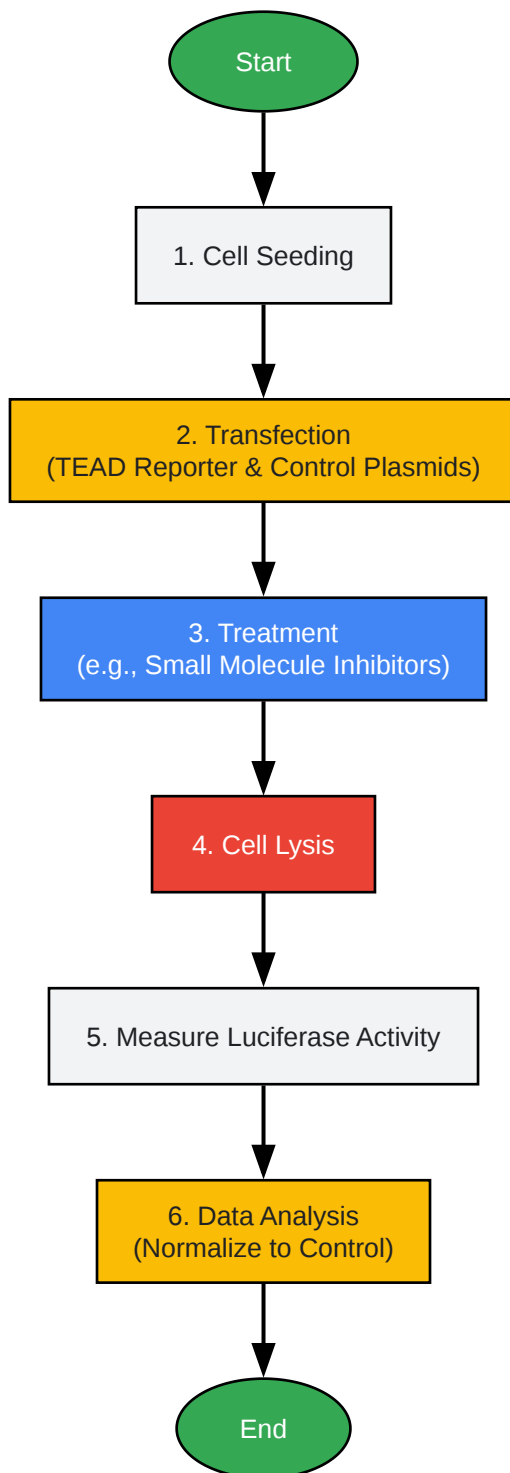 Start
1. Cell Seeding
2. Transfection
(TEAD Reporter & Control Plasmids)
3. Treatment
(e.g., Small Molecule Inhibitors)
4. Cell Lysis
5. Measure Luciferase Activity
6. Data Analysis
(Normalize to Control)
End